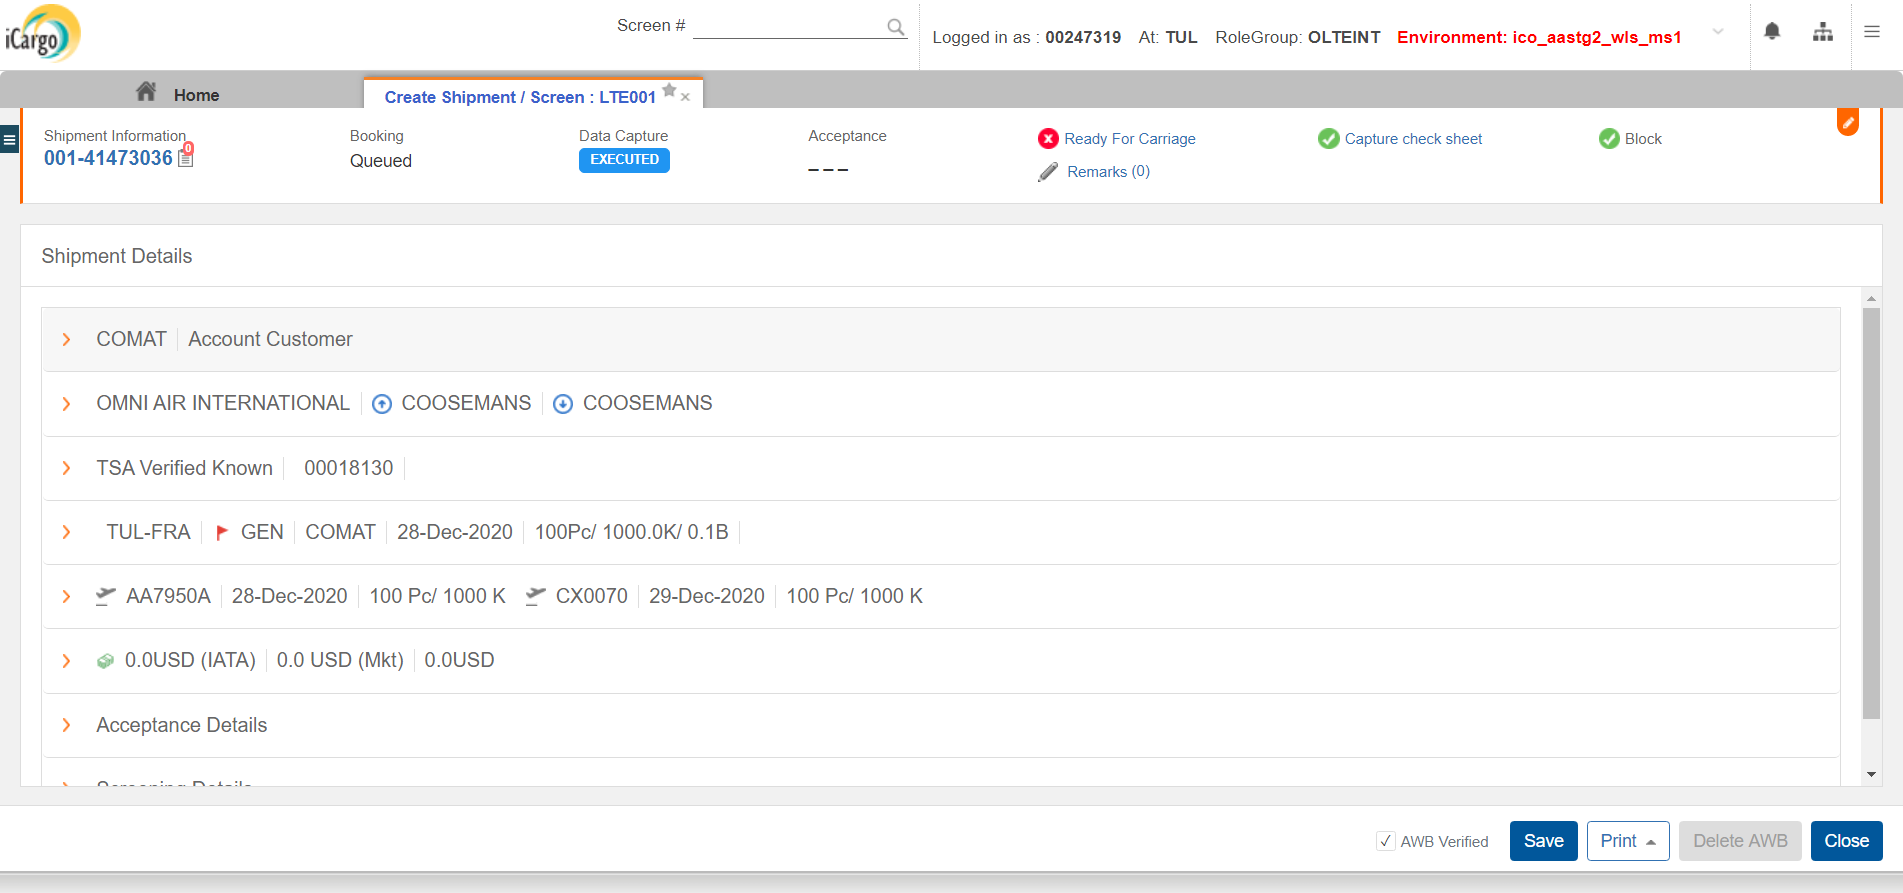 iCargo
Screen #
Logged in as : 00247319 At: TUL RoleGroup: OLTEINT Environment: ico_aastg2_wls_ms1
Home
Create Shipment / Screen : LTE001 ×
Shipment Information
001-41473036 0
Booking
Queued
Data Capture
EXECUTED
Acceptance
– – –
Ready For Carriage
Remarks (0)
Capture check sheet
Block
Shipment Details
COMAT Account Customer
OMNI AIR INTERNATIONAL COOSEMANS COOSEMANS
TSA Verified Known 00018130
TUL-FRA GEN COMAT 28-Dec-2020 100Pc/ 1000.0K/ 0.1B
AA7950A 28-Dec-2020 100 Pc/ 1000 K CX0070 29-Dec-2020 100 Pc/ 1000 K
0.0USD (IATA) 0.0 USD (Mkt) 0.0USD
Acceptance Details
Screening Details
AWB Verified Save Print Delete AWB Close